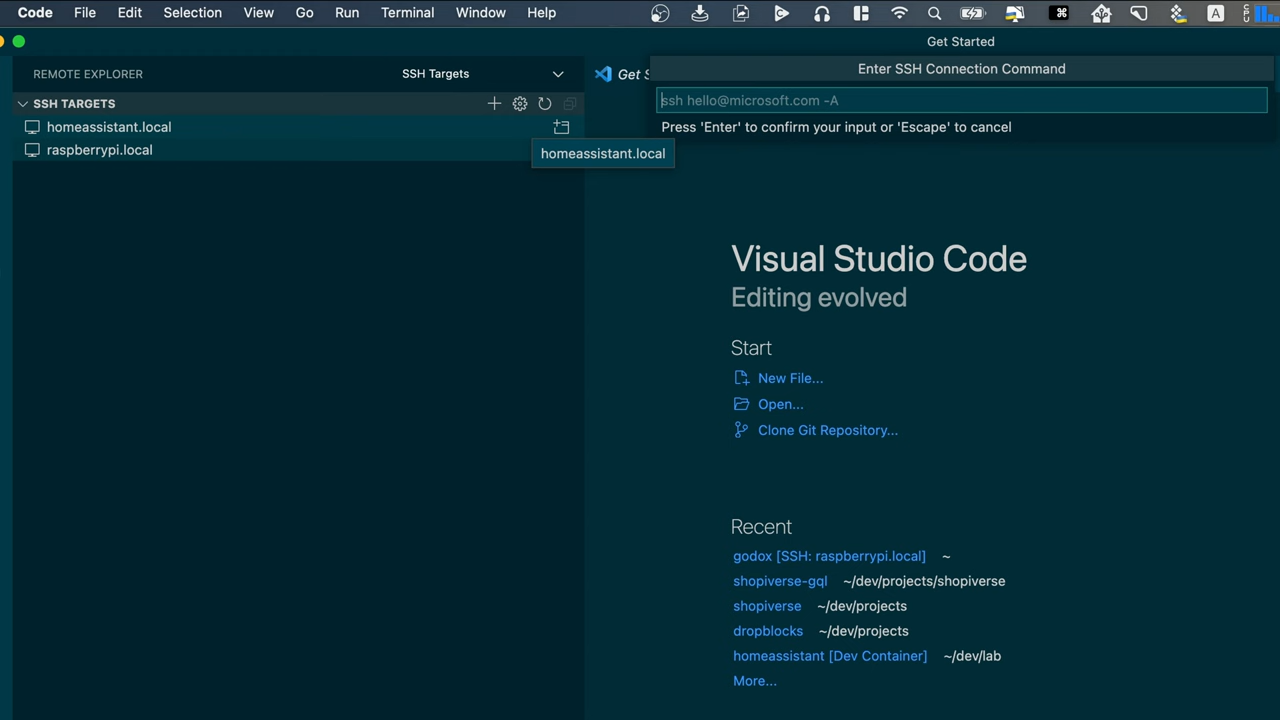 Code File Edit Selection View Go Run Terminal Window Help
⌘ A CPU
Get Started
REMOTE EXPLORER
SSH Targets
SSH TARGETS
homeassistant.local
raspberrypi.local
homeassistant.local
Get S
Enter SSH Connection Command
ssh hello@microsoft.com -A
Press 'Enter' to confirm your input or 'Escape' to cancel
Visual Studio Code
Editing evolved
Start
New File...
Open...
Clone Git Repository...
Recent
godox [SSH: raspberrypi.local] ~
shopiverse-gql ~/dev/projects/shopiverse
shopiverse ~/dev/projects
dropblocks ~/dev/projects
homeassistant [Dev Container] ~/dev/lab
More...